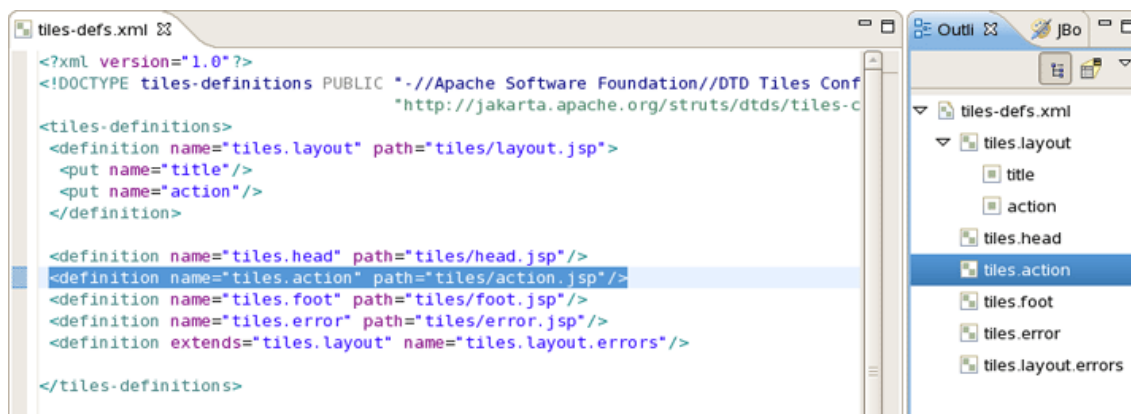 tiles-defs.xml
<?xml version="1.0"?>
<!DOCTYPE tiles-definitions PUBLIC "-//Apache Software Foundation//DTD Tiles Conf
"http://jakarta.apache.org/struts/dtds/tiles-c
<tiles-definitions>
<definition name="tiles.layout" path="tiles/layout.jsp">
<put name="title"/>
<put name="action"/>
</definition>
<definition name="tiles.head" path="tiles/head.jsp"/>
<definition name="tiles.action" path="tiles/action.jsp"/>
<definition name="tiles.foot" path="tiles/foot.jsp"/>
<definition name="tiles.error" path="tiles/error.jsp"/>
<definition extends="tiles.layout" name="tiles.layout.errors"/>
</tiles-definitions>
Outli JBo
tiles-defs.xml
tiles.layout
title
action
tiles.head
tiles.action
tiles.foot
tiles.error
tiles.layout.errors